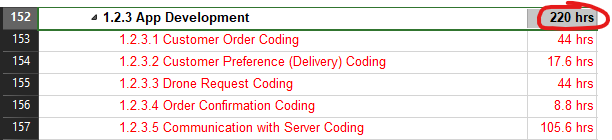 152 1.2.3 App Development 220 hrs
153 1.2.3.1 Customer Order Coding 44 hrs
154 1.2.3.2 Customer Preference (Delivery) Coding 17.6 hrs
155 1.2.3.3 Drone Request Coding 44 hrs
156 1.2.3.4 Order Confirmation Coding 8.8 hrs
157 1.2.3.5 Communication with Server Coding 105.6 hrs